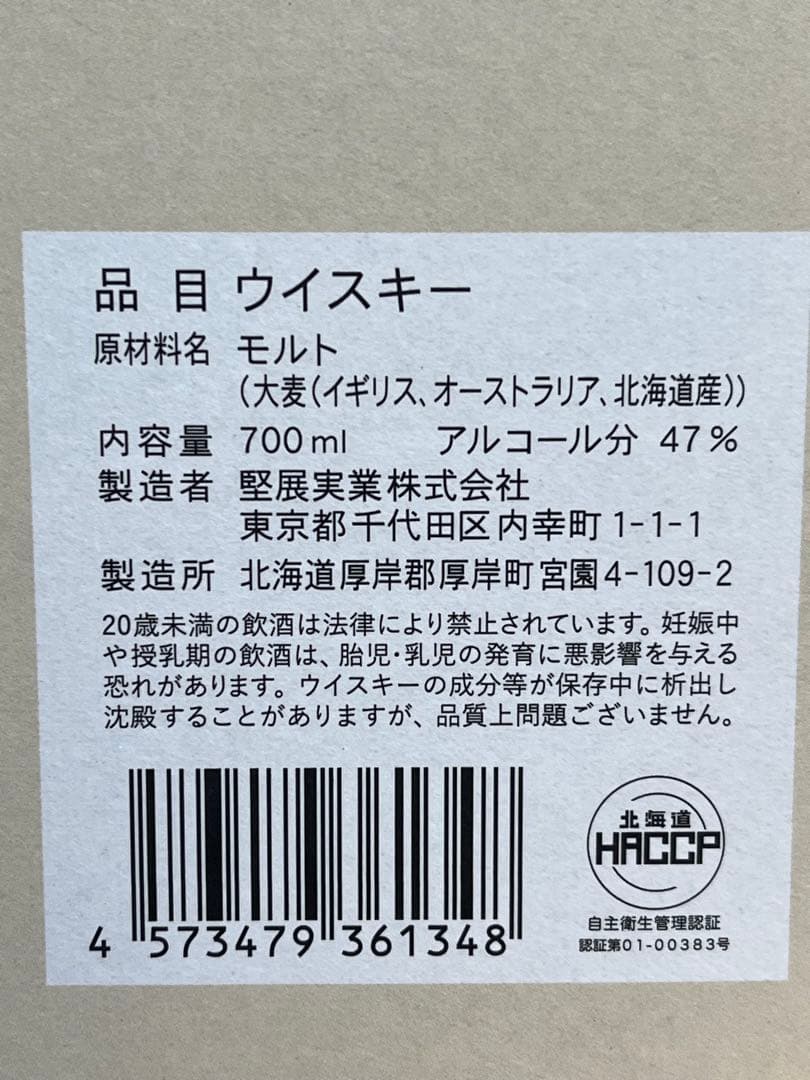 品目 ウイスキー
原材料名 モルト
(大麦(イギリス、オーストラリア、北海道産))
内容量 700ml アルコール分 47%
製造者 堅展実業株式会社
東京都千代田区内幸町1-1-1
製造所 北海道厚岸郡厚岸町宮園4-109-2
20歳未満の飲酒は法律により禁止されています。妊娠中
や授乳期の飲酒は、胎児・乳児の発育に悪影響を与える
恐れがあります。ウイスキーの成分等が保存中に析出し
沈殿することがありますが、品質上問題ございません。
4 573479 361348
北海道
HACCP
自主衛生管理認証
認証第01-00383号